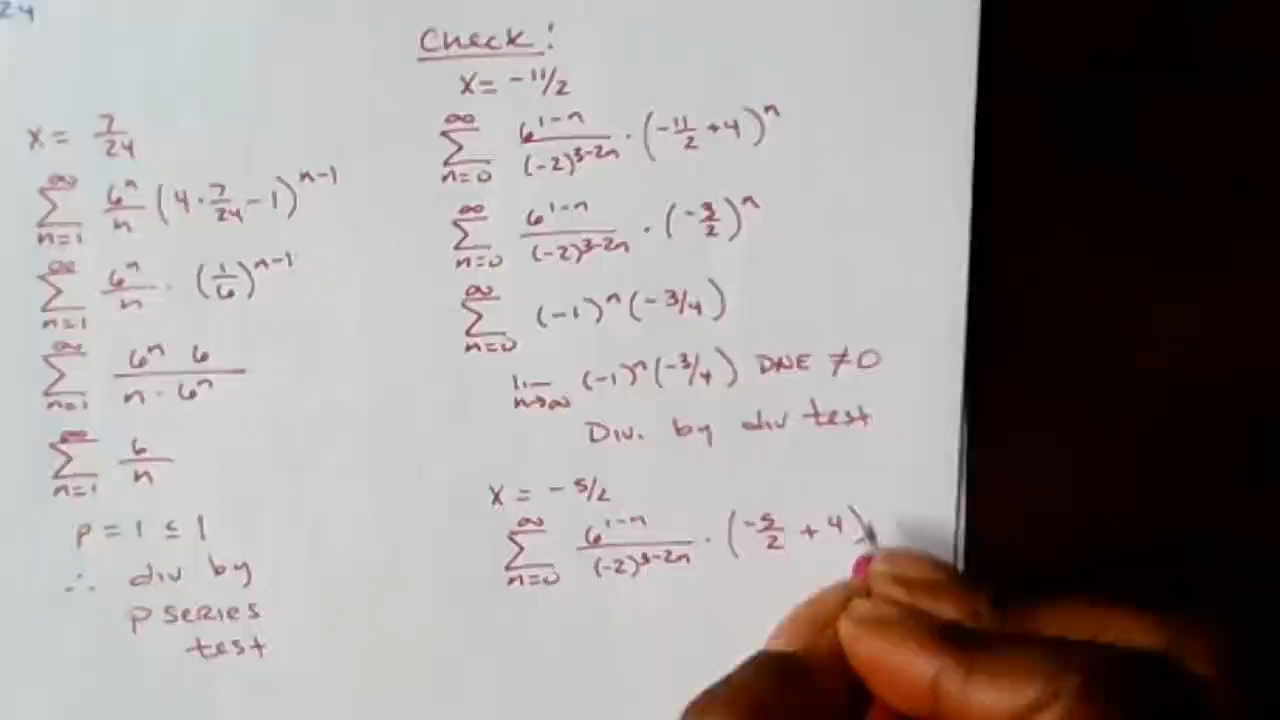 24
x = 7/24
∞ Σ n=1 6^n/n (4 · 7/24 - 1)^(n-1)
∞ Σ n=1 6^n/n · (1/6)^(n-1)
∞ Σ n=1 6^n 6 / n · 6^n
∞ Σ n=1 6/n
p = 1 ≤ 1
∴ div by
p series
test
Check!
x = -11/2
∞ Σ n=0 6^(1-n)/(-2)^(3-2n) · (-11/2 + 4)^n
∞ Σ n=0 6^(1-n)/(-2)^(3-2n) · (-3/2)^n
∞ Σ n=0 (-1)^n (-3/4)
lim n→∞ (-1)^n (-3/4) DNE ≠ 0
Div. by div test
x = -5/2
∞ Σ n=0 6^(1-n)/(-2)^(3-2n) · (-5/2 + 4)